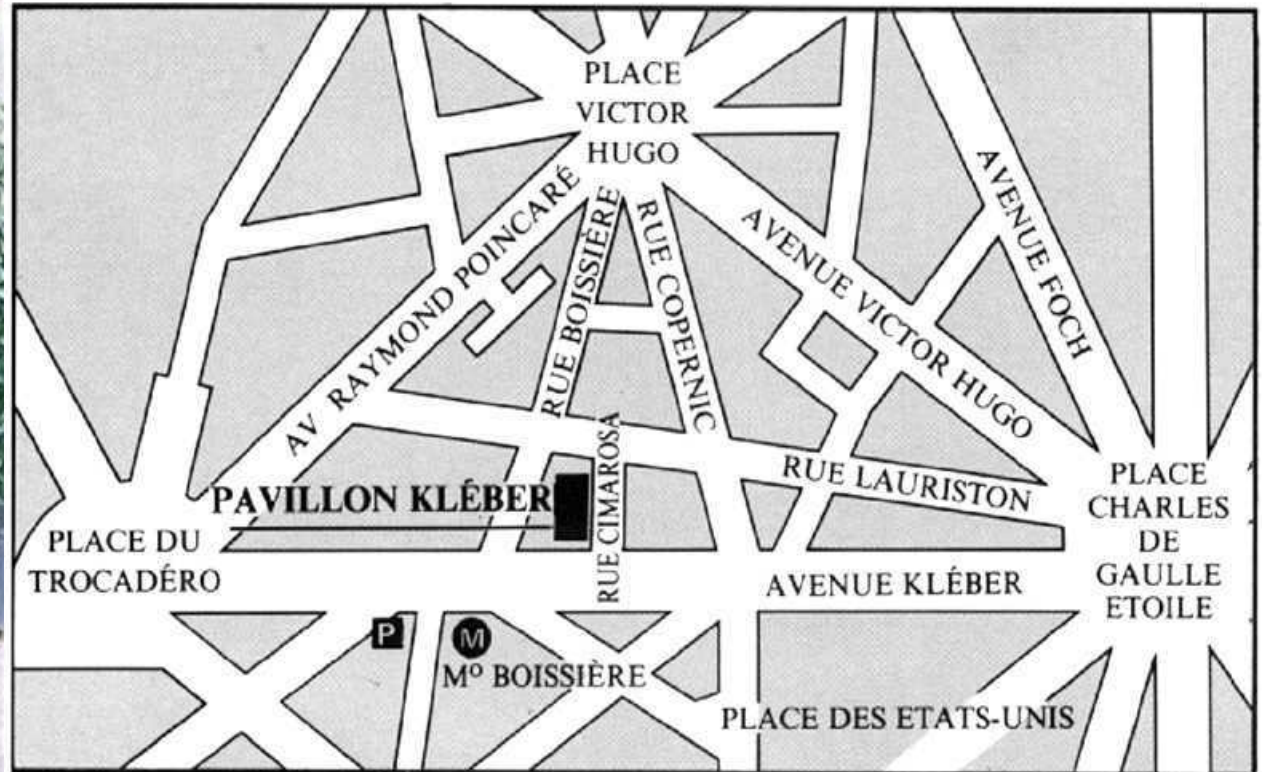 PLACE
VICTOR
HUGO
AV RAYMOND POINCARÉ
RUE BOISSIÈRE
RUE COPERNIC
AVENUE VICTOR HUGO
AVENUE FOCH
RUE CIMAROSA
RUE LAURISTON
PAVILLON KLÉBER
PLACE DU
TROCADÉRO
AVENUE KLÉBER
PLACE
CHARLES
DE
GAULLE
ETOILE
P
M
Mº BOISSIÈRE
PLACE DES ETATS-UNIS